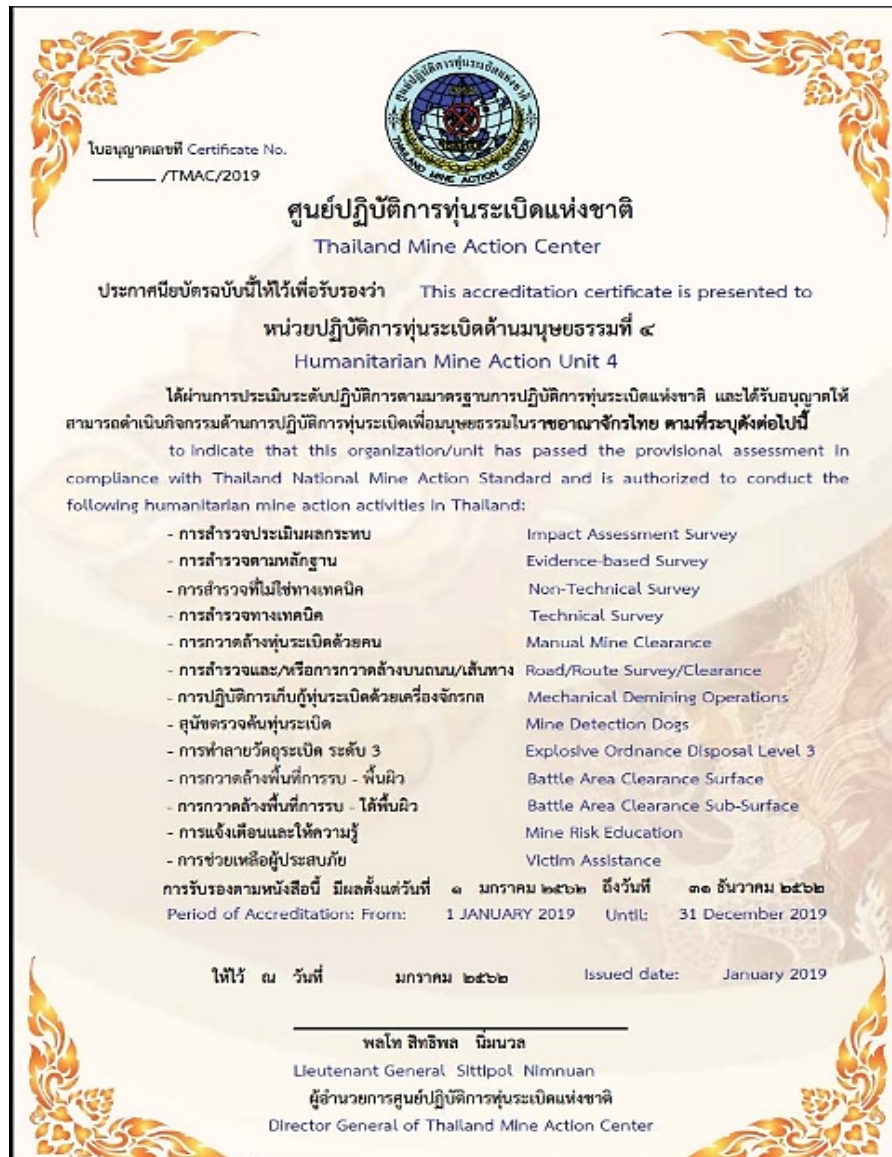 ศูนย์ปฏิบัติการทุ่นระเบิดแห่งชาติ
THAILAND MINE ACTION CENTER
ใบอนุญาตเลขที่ Certificate No.
/TMAC/2019
ศูนย์ปฏิบัติการทุ่นระเบิดแห่งชาติ
Thailand Mine Action Center
ประกาศนียบัตรฉบับนี้ให้ไว้เพื่อรับรองว่า This accreditation certificate is presented to
หน่วยปฏิบัติการทุ่นระเบิดด้านมนุษยธรรมที่ ๔
Humanitarian Mine Action Unit 4
ได้ผ่านการประเมินระดับปฏิบัติการตามมาตรฐานการปฏิบัติการทุ่นระเบิดแห่งชาติ และได้รับอนุญาตให้
สามารถดำเนินกิจกรรมด้านการปฏิบัติการทุ่นระเบิดเพื่อมนุษยธรรมในราชอาณาจักรไทย ตามที่ระบุดังต่อไปนี้
to indicate that this organization/unit has passed the provisional assessment in
compliance with Thailand National Mine Action Standard and is authorized to conduct the
following humanitarian mine action activities in Thailand:
- การสำรวจประเมินผลกระทบ Impact Assessment Survey
- การสำรวจตามหลักฐาน Evidence-based Survey
- การสำรวจที่ไม่ใช่ทางเทคนิค Non-Technical Survey
- การสำรวจทางเทคนิค Technical Survey
- การกวาดล้างทุ่นระเบิดด้วยคน Manual Mine Clearance
- การสำรวจและ/หรือการกวาดล้างบนถนน/เส้นทาง Road/Route Survey/Clearance
- การปฏิบัติการเก็บกู้ทุ่นระเบิดด้วยเครื่องจักรกล Mechanical Demining Operations
- สุนัขตรวจค้นทุ่นระเบิด Mine Detection Dogs
- การทำลายวัตถุระเบิด ระดับ 3 Explosive Ordnance Disposal Level 3
- การกวาดล้างพื้นที่การรบ - พื้นผิว Battle Area Clearance Surface
- การกวาดล้างพื้นที่การรบ - ใต้พื้นผิว Battle Area Clearance Sub-Surface
- การแจ้งเตือนและให้ความรู้ Mine Risk Education
- การช่วยเหลือผู้ประสบภัย Victim Assistance
การรับรองตามหนังสือนี้ มีผลตั้งแต่วันที่ ๑ มกราคม ๒๕๖๒ ถึงวันที่ ๓๑ ธันวาคม ๒๕๖๒
Period of Accreditation: From: 1 JANUARY 2019 Until: 31 December 2019
ให้ไว้ ณ วันที่ มกราคม ๒๕๖๒ Issued date: January 2019
พลโท สิทธิพล นิ่มนวล
Lieutenant General Sittipol Nimnuan
ผู้อำนวยการศูนย์ปฏิบัติการทุ่นระเบิดแห่งชาติ
Director General of Thailand Mine Action Center